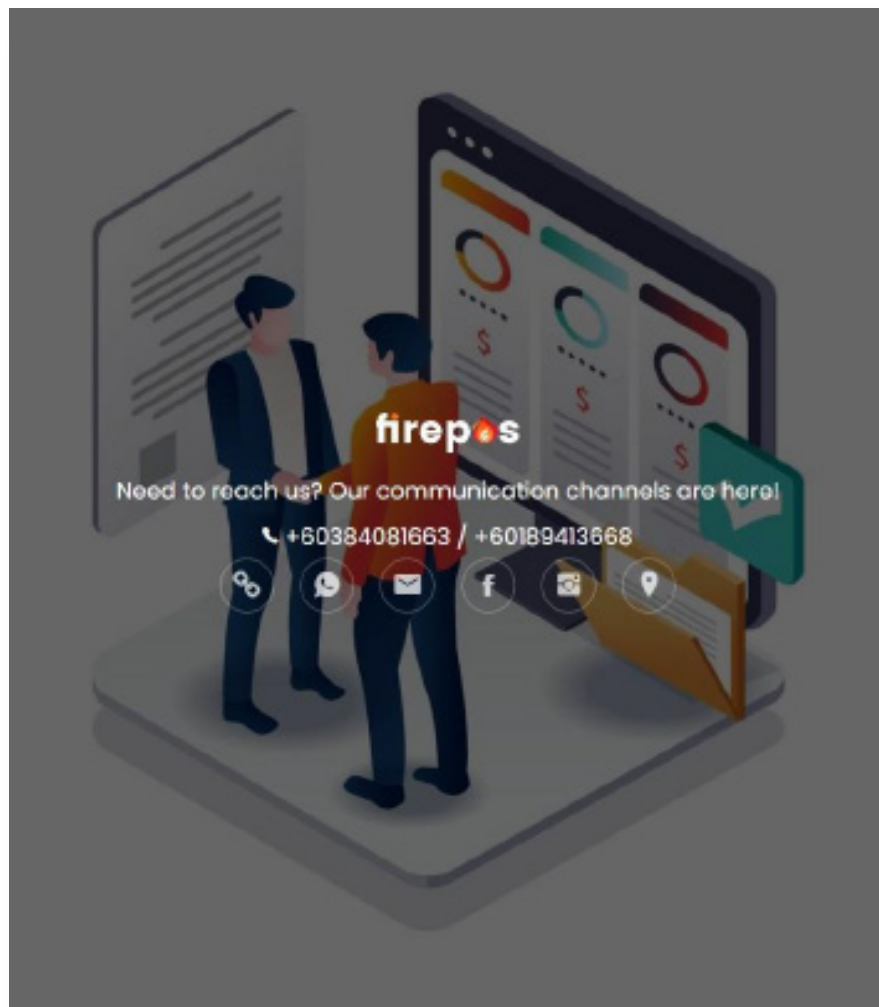 firepos
Need to reach us? Our communication channels are here!
+60384081663 / +60189413668